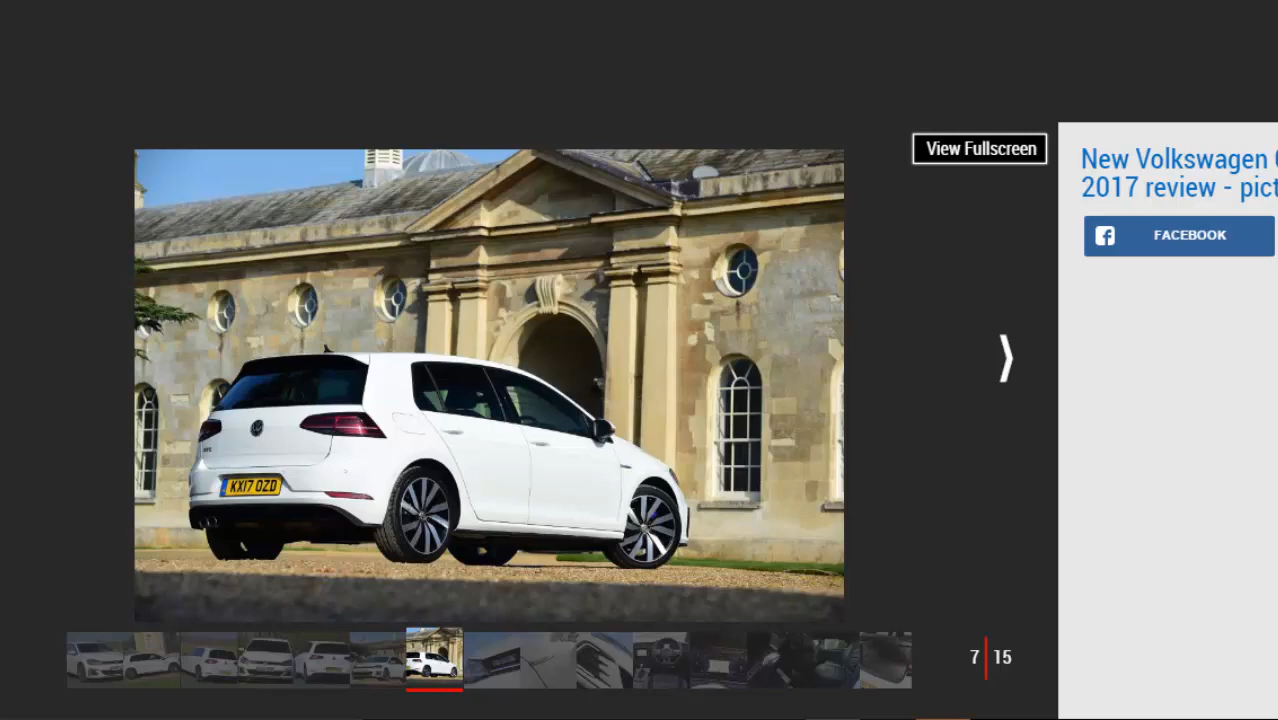 View Fullscreen
New Volkswagen
2017 review - pict
FACEBOOK
KX17 OZD
7 15